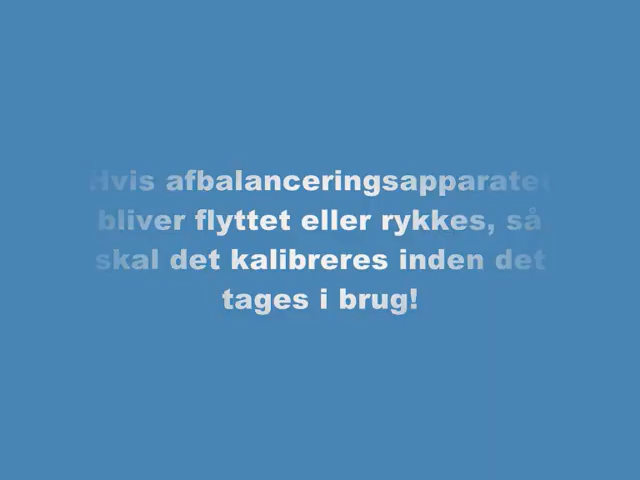 Hvis afbalanceringsapparatet
bliver flyttet eller rykkes, så
skal det kalibreres inden det
tages i brug!